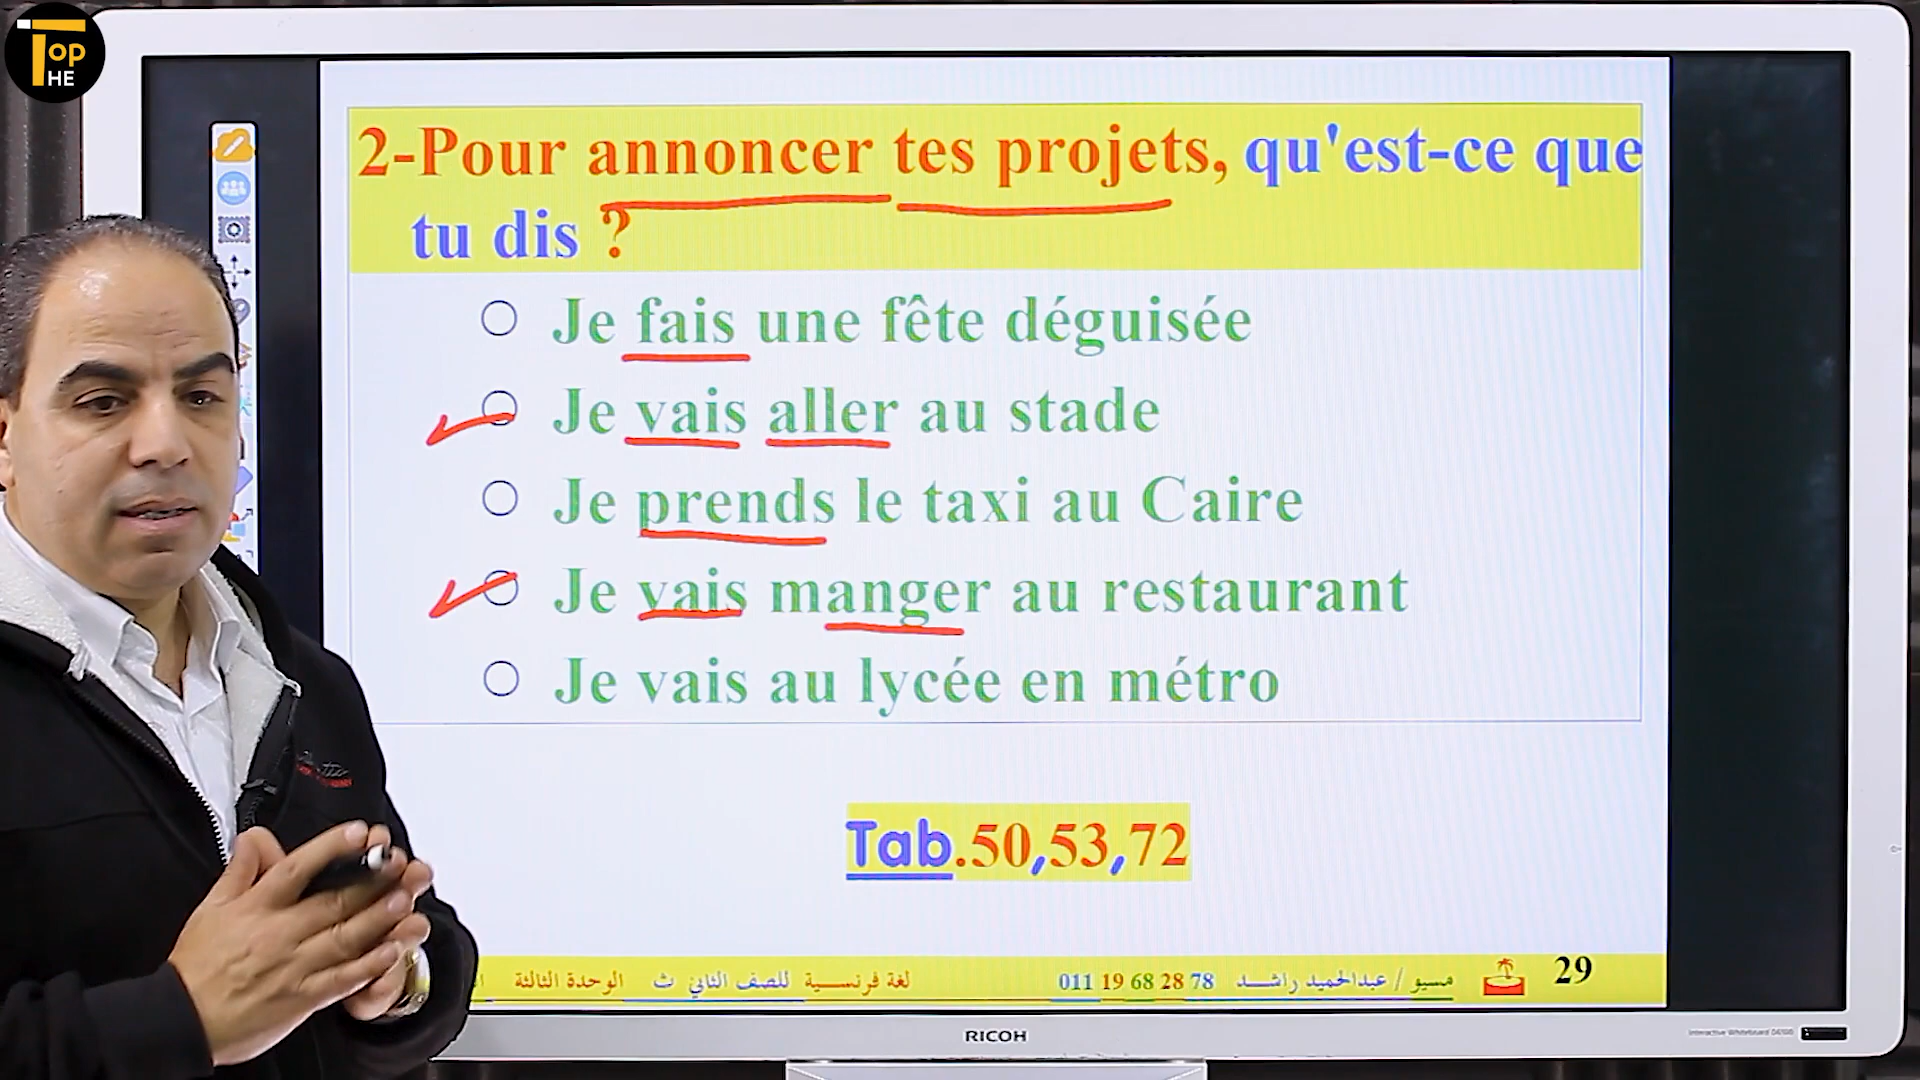 TOP
THE
2-Pour annoncer tes projets, qu'est-ce que
tu dis ?
Je fais une fête déguisée
Je vais aller au stade
Je prends le taxi au Caire
Je vais manger au restaurant
Je vais au lycée en métro
Tab.50,53,72
مسيو / عبدالحميد راشد 011 19 68 28 78 لغة فرنسية للصف الثاني ث الوحدة الثالثة
29
RICOH